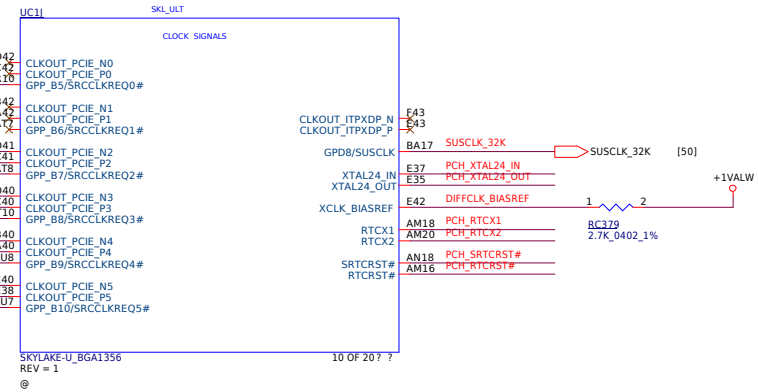 UC1J
SKL_ULT
CLOCK SIGNALS
CLKOUT_PCIE_N0
CLKOUT_PCIE_P0
GPP_B5/SRCCLKREQ0#
CLKOUT_PCIE_N1
CLKOUT_PCIE_P1
GPP_B6/SRCCLKREQ1#
CLKOUT_PCIE_N2
CLKOUT_PCIE_P2
GPP_B7/SRCCLKREQ2#
CLKOUT_PCIE_N3
CLKOUT_PCIE_P3
GPP_B8/SRCCLKREQ3#
CLKOUT_PCIE_N4
CLKOUT_PCIE_P4
GPP_B9/SRCCLKREQ4#
CLKOUT_PCIE_N5
CLKOUT_PCIE_P5
GPP_B10/SRCCLKREQ5#
CLKOUT_ITPXDP_N F43
CLKOUT_ITPXDP_P E43
GPD8/SUSCLK BA17 SUSCLK_32K SUSCLK_32K [50]
XTAL24_IN E37 PCH_XTAL24_IN
XTAL24_OUT E35 PCH_XTAL24_OUT
+1VALW
XCLK_BIASREF E42 DIFFCLK_BIASREF 1 2
RC379
2.7K_0402_1%
RTCX1 AM18 PCH_RTCX1
RTCX2 AM20 PCH_RTCX2
SRTCRST# AN18 PCH_SRTCRST#
RTCRST# AM16 PCH_RTCRST#
SKYLAKE-U_BGA1356 10 OF 20 ? ?
REV = 1
@